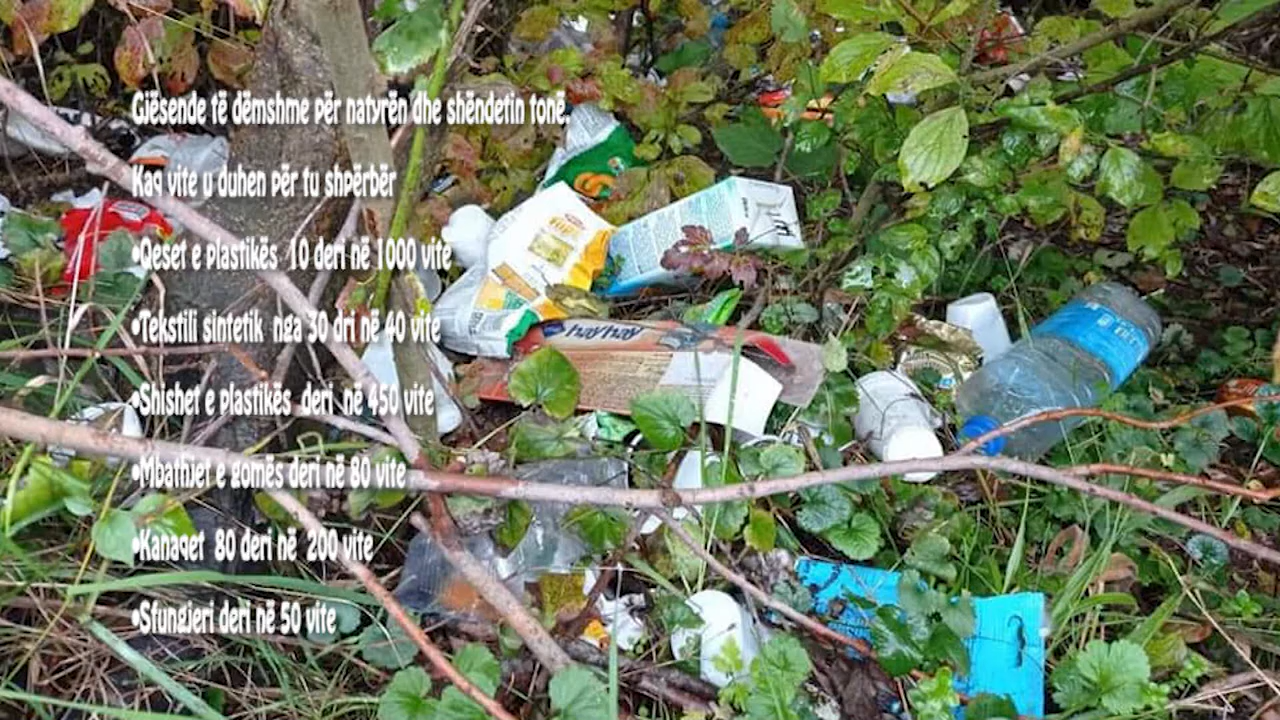 Gjësende të dëmshme për natyrën dhe shëndetin tonë.
Kaq vite u duhen për tu shpërbër
•Qeset e plastikës 10 deri në 1000 vite
•Tekstili sintetik nga 30 dri në 40 vite
•Shishet e plastikës deri në 450 vite
•Mbathjet e gomës deri në 80 vite
•Kanaqet 80 deri në 200 vite
•Sfungjeri deri në 50 vite
hayhay